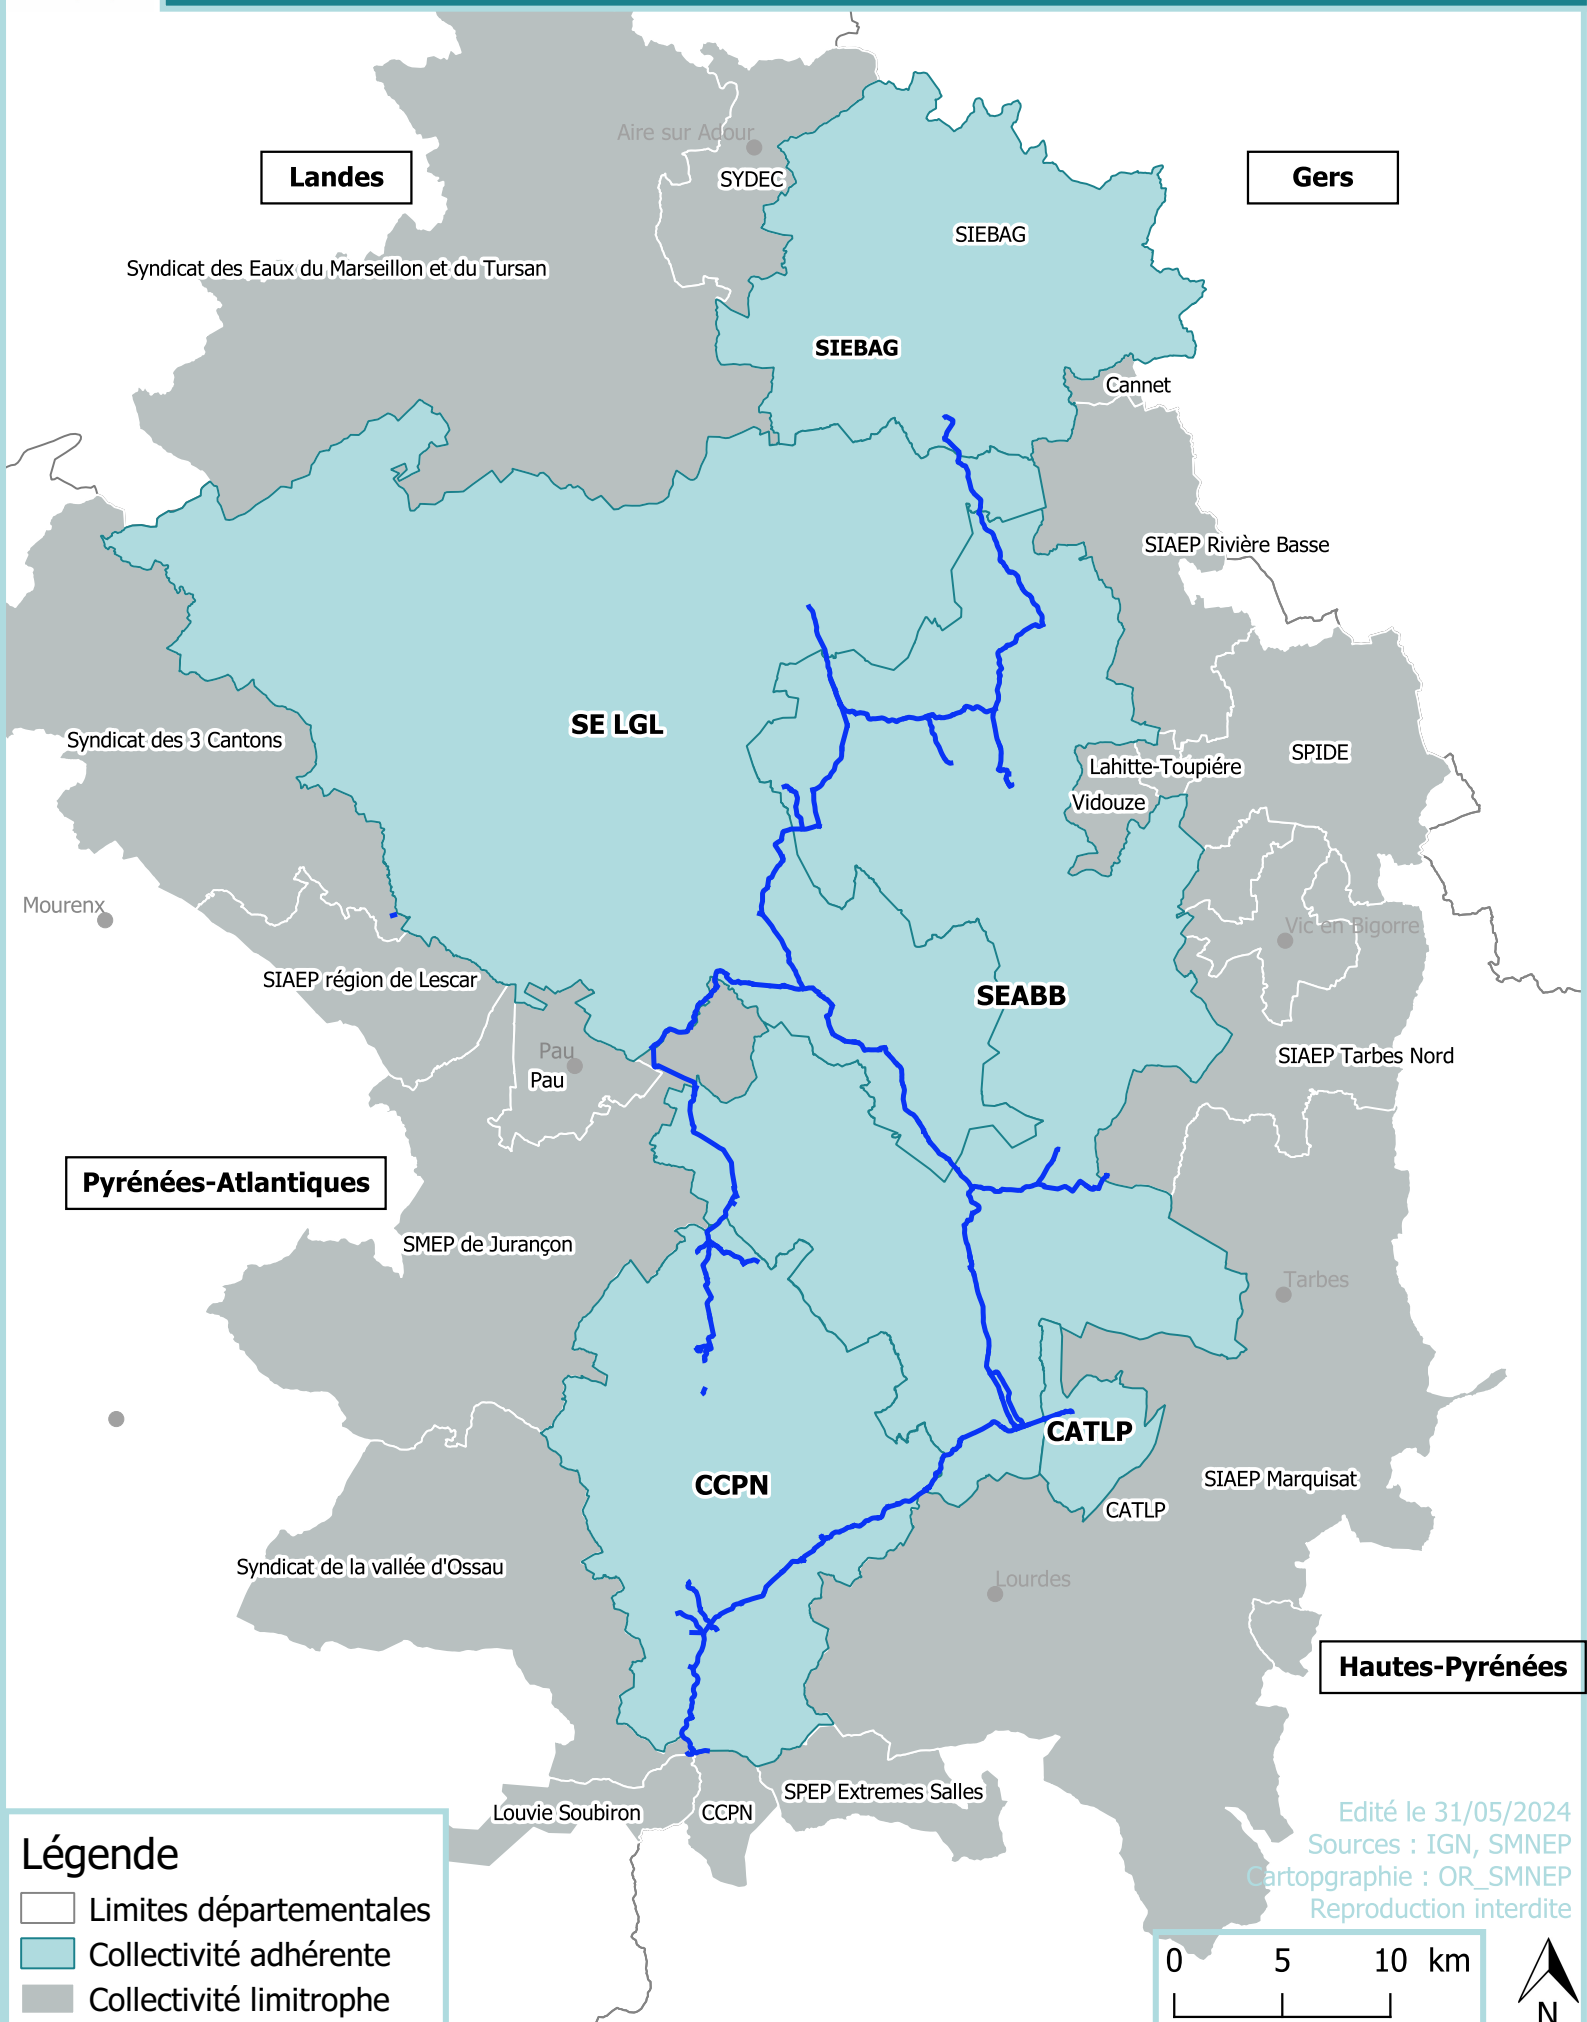 Aire sur Adour
Landes
SYDEC
Gers
SIEBAG
Syndicat des Eaux du Marseillon et du Tursan
SIEBAG
Cannet
SIAEP Rivière Basse
SE LGL
Syndicat des 3 Cantons
SPIDE
Lahitte-Toupiére
Vidouze
Mourenx
Vic en Bigorre
SIAEP région de Lescar
SEABB
Pau
Pau
SIAEP Tarbes Nord
Pyrénées-Atlantiques
SMEP de Jurançon
Tarbes
CATLP
CCPN
SIAEP Marquisat
CATLP
Syndicat de la vallée d'Ossau
Lourdes
Hautes-Pyrénées
SPEP Extremes Salles
Louvie Soubiron
CCPN
Edité le 31/05/2024
Sources : IGN, SMNEP
Cartopgraphie : OR_SMNEP
Reproduction interdite
Légende
Limites départementales
Collectivité adhérente
Collectivité limitrophe
0 5 10 km
N